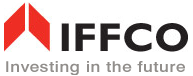 IFFCO
Investing in the future